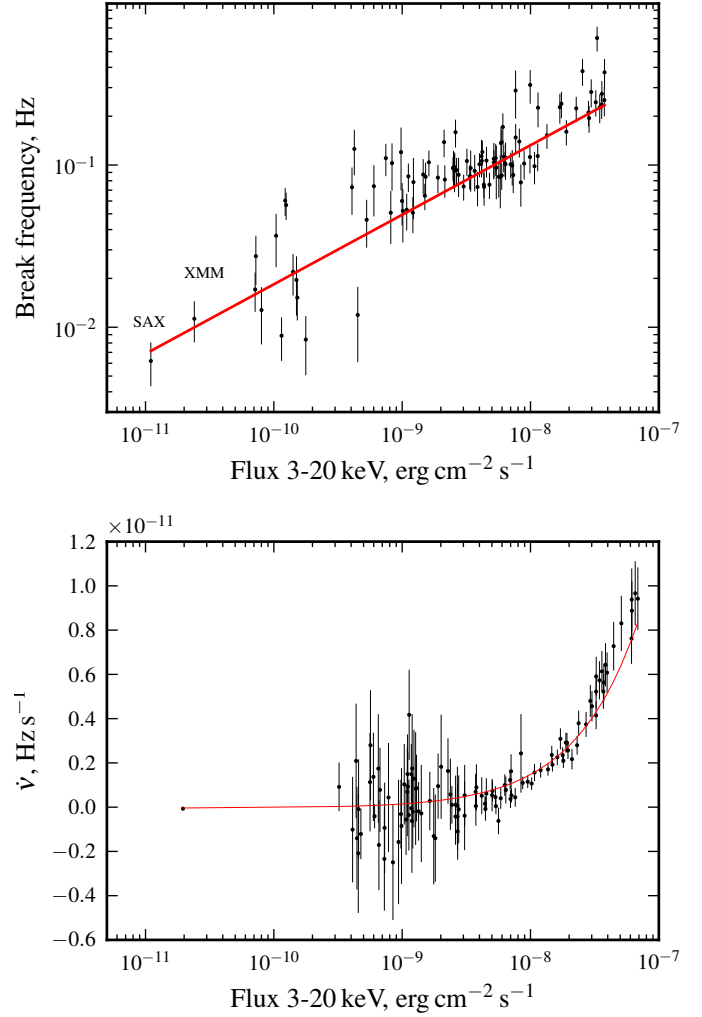 Break frequency, Hz
10⁻¹
10⁻²
XMM
SAX
10⁻¹¹ 10⁻¹⁰ 10⁻⁹ 10⁻⁸ 10⁻⁷
Flux 3-20 keV, erg cm⁻² s⁻¹
×10⁻¹¹
ν̇, Hz s⁻¹
1.2
1.0
0.8
0.6
0.4
0.2
0.0
−0.2
−0.4
−0.6
10⁻¹¹ 10⁻¹⁰ 10⁻⁹ 10⁻⁸ 10⁻⁷
Flux 3-20 keV, erg cm⁻² s⁻¹